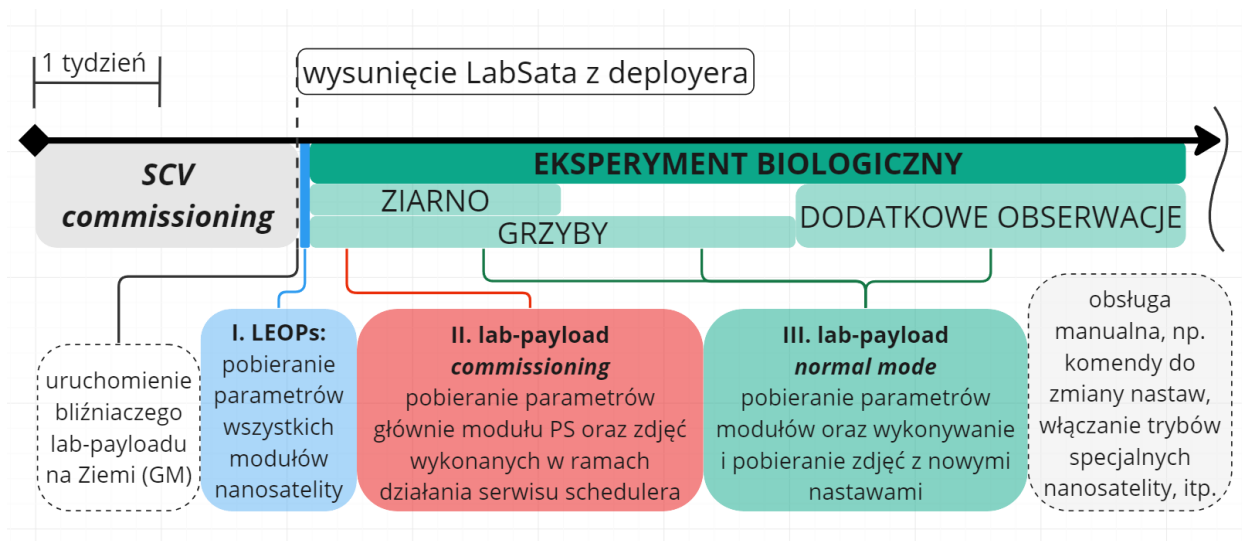 1 tydzień
wysunięcie LabSata z deployera
SCV
commissioning
EKSPERYMENT BIOLOGICZNY
ZIARNO
GRZYBY
DODATKOWE OBSERWACJE
uruchomienie
bliźniaczego
lab-payloadu
na Ziemi (GM)
I. LEOPs:
pobieranie
parametrów
wszystkich
modułów
nanosatelity
II. lab-payload
commissioning
pobieranie parametrów
głównie modułu PS oraz zdjęć
wykonanych w ramach
działania serwisu schedulera
III. lab-payload
normal mode
pobieranie parametrów
modułów oraz wykonywanie
i pobieranie zdjęć z nowymi
nastawami
obsługa
manualna, np.
komendy do
zmiany nastaw,
włączanie trybów
specjalnych
nanosatelity, itp.